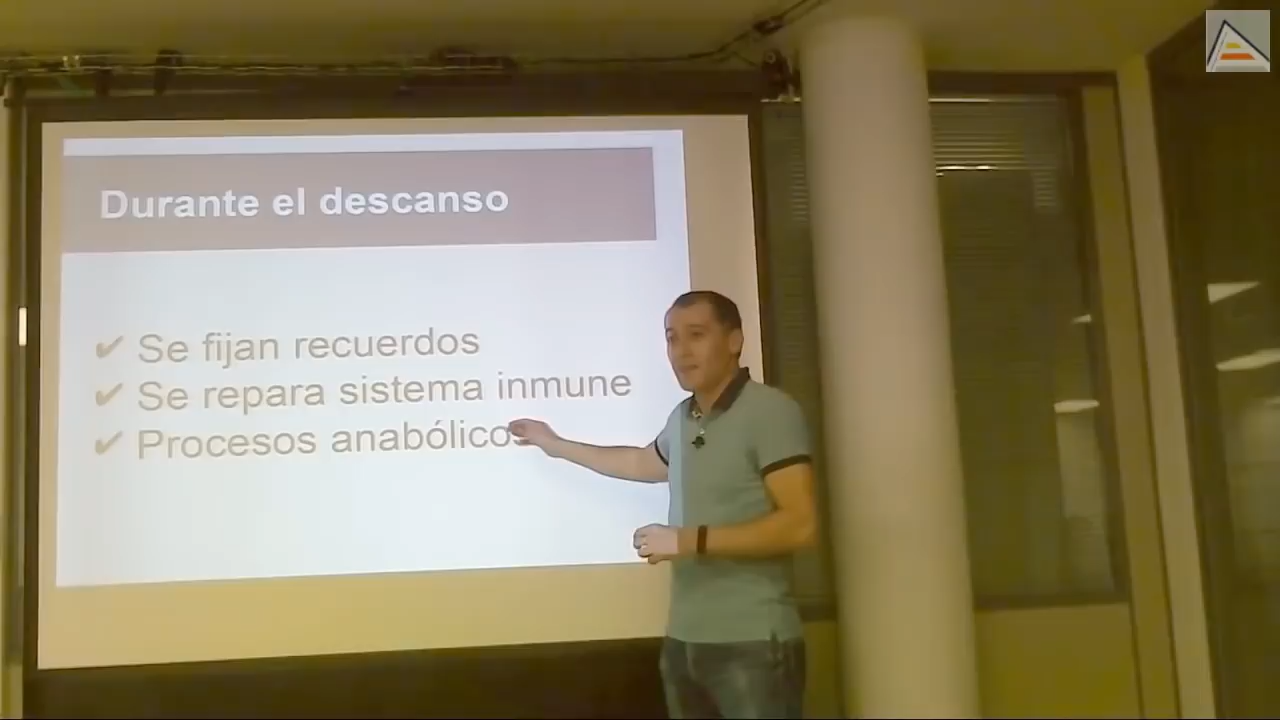 Durante el descanso
✔ Se fijan recuerdos
✔ Se repara sistema inmune
✔ Procesos anabólicos